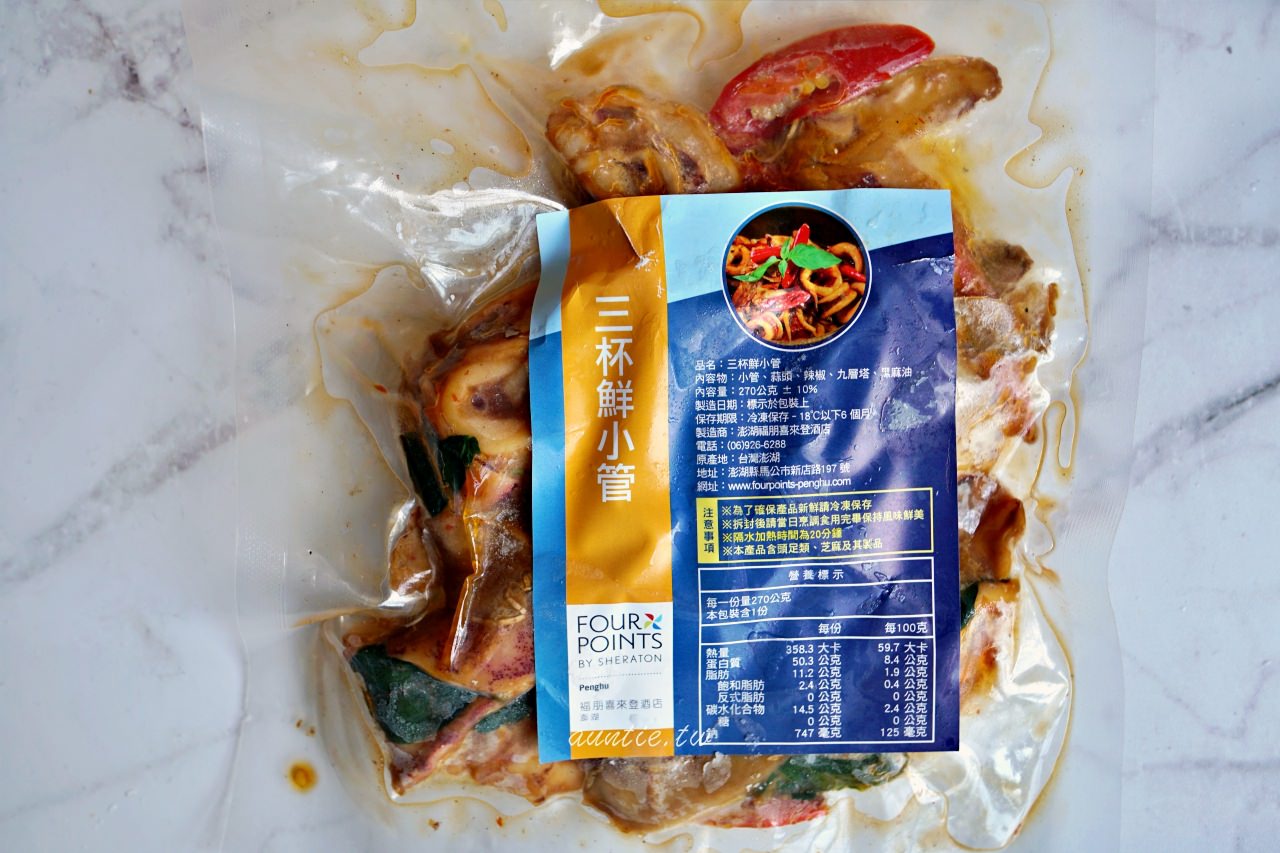 三杯鮮小管
品名：三杯鮮小管
內容物：小管、蒜頭、辣椒、九層塔、黑麻油
內容量：270公克 ± 10%
製造日期：標示於包裝上
保存期限：冷凍保存－18℃以下6 個月
製造商：澎湖福朋喜來登酒店
電話：(06)926-6288
原產地：台灣澎湖
地址：澎湖縣馬公市新店路197 號
網址：www.fourpoints-penghu.com
注意事項
※為了確保產品新鮮請冷凍保存
※拆封後請當日烹調食用完畢保持風味鮮美
※隔水加熱時間為20分鐘
※本產品含頭足類、芝麻及其製品
營養標示
每一份量270公克
本包裝含1份
每份 每100克
熱量 358.3 大卡 59.7 大卡
蛋白質 50.3 公克 8.4 公克
脂肪 11.2 公克 1.9 公克
飽和脂肪 2.4 公克 0.4 公克
反式脂肪 0 公克 0 公克
碳水化合物 14.5 公克 2.4 公克
糖 0 公克 0 公克
鈉 747 毫克 125 毫克
FOUR
POINTS
BY SHERATON
Penghu
福朋喜來登酒店
澎湖
auntie.tw